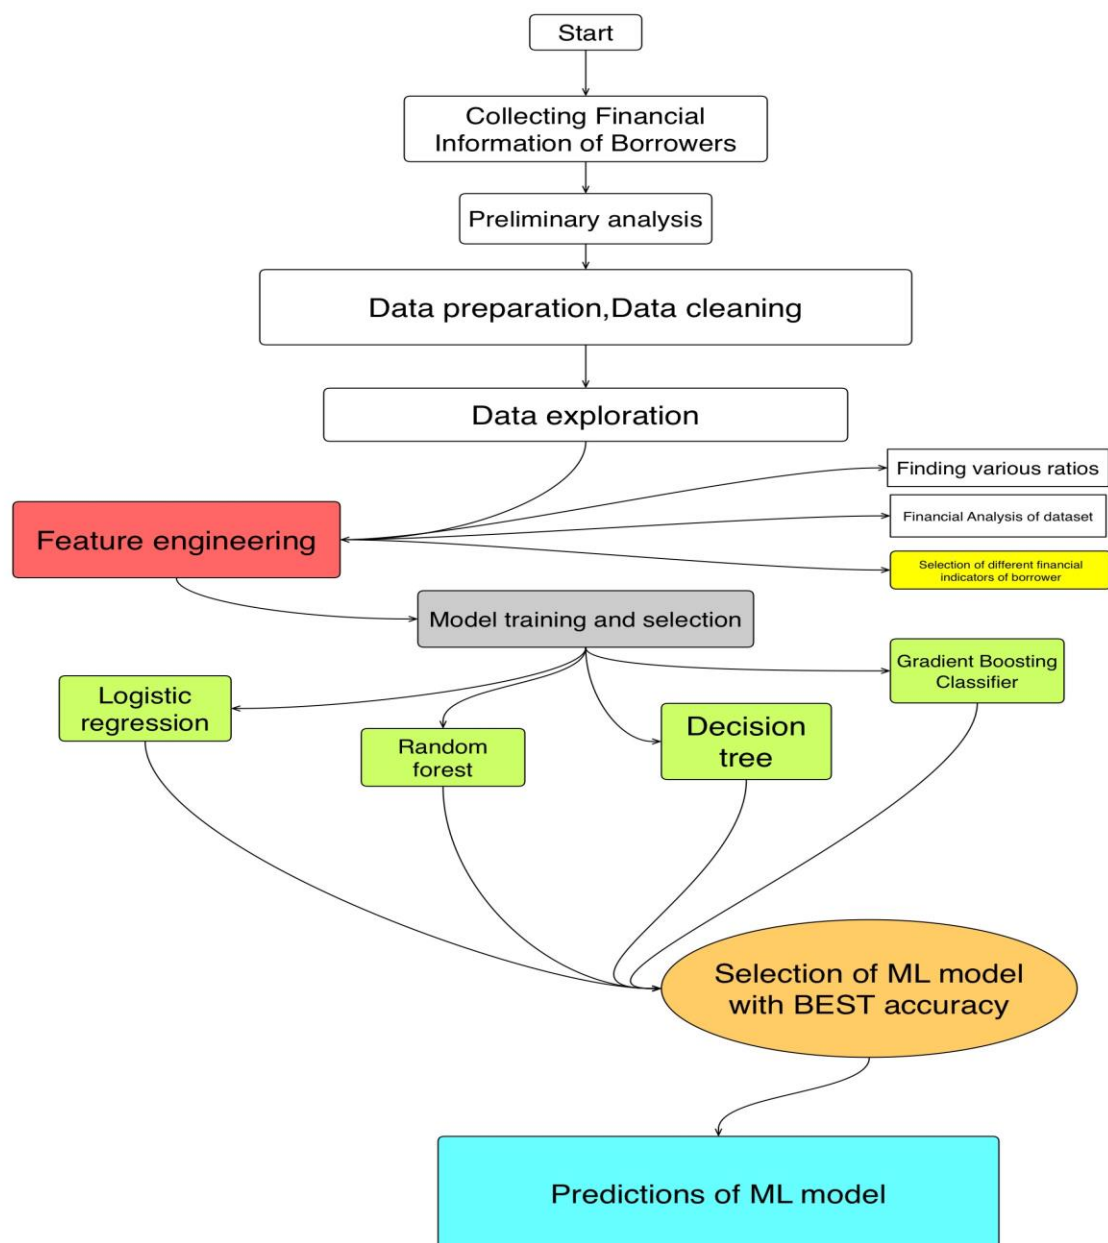 Start
Collecting Financial
Information of Borrowers
Preliminary analysis
Data preparation,Data cleaning
Data exploration
Finding various ratios
Financial Analysis of dataset
Feature engineering
Selection of different financial
indicators of borrower
Model training and selection
Gradient Boosting
Classifier
Logistic
regression
Random
forest
Decision
tree
Selection of ML model
with BEST accuracy
Predictions of ML model